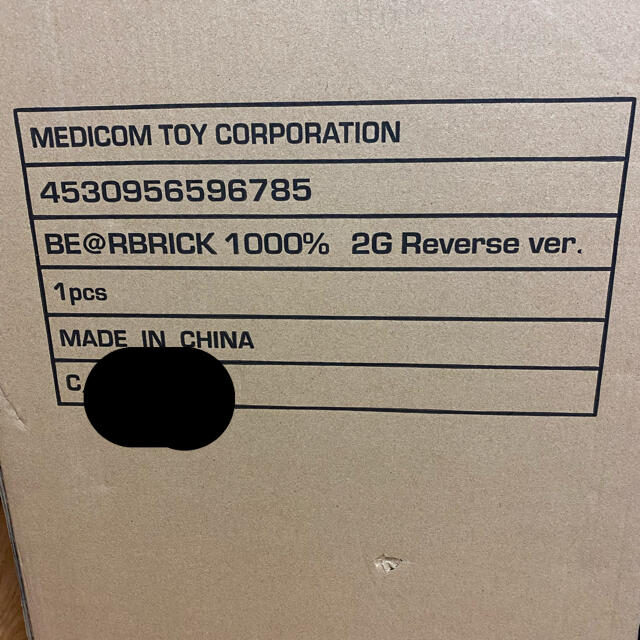 MEDICOM TOY CORPORATION
4530956596785
BE@RBRICK 1000% 2G Reverse ver.
1pcs
MADE IN CHINA
C